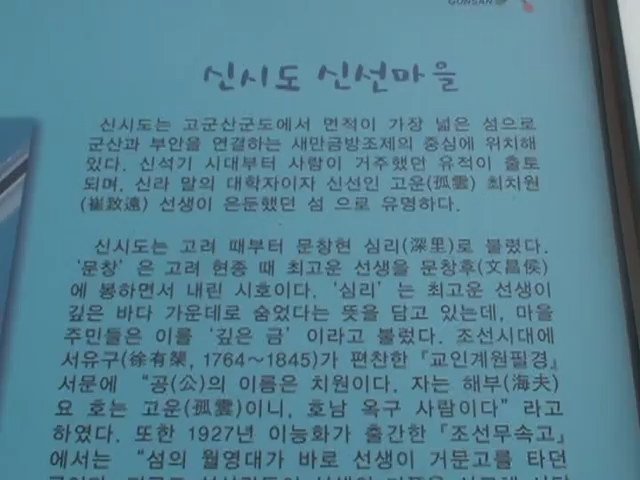 GUNSAN
신시도 신선마을
신시도는 고군산군도에서 면적이 가장 넓은 섬으로
군산과 부안을 연결하는 새만금방조제의 중심에 위치해
있다. 신석기 시대부터 사람이 거주했던 유적이 출토
되며, 신라 말의 대학자이자 신선인 고운(孤雲) 최치원
(崔致遠) 선생이 은둔했던 섬 으로 유명하다.
신시도는 고려 때부터 문창현 심리(深里)로 불렸다.
‘문창’은 고려 현종 때 최고운 선생을 문창후(文昌侯)
에 봉하면서 내린 시호이다. ‘심리’는 최고운 선생이
깊은 바다 가운데로 숨었다는 뜻을 담고 있는데, 마을
주민들은 이를 ‘깊은 금’이라고 불렀다. 조선시대에
서유구(徐有榘, 1764～1845)가 편찬한 『교인계원필경』
서문에 “공(公)의 이름은 치원이다. 자는 해부(海夫)
요 호는 고운(孤雲)이니, 호남 옥구 사람이다” 라고
하였다. 또한 1927년 이능화가 출간한 『조선무속고』
에서는 “섬의 월영대가 바로 선생이 거문고를 타던